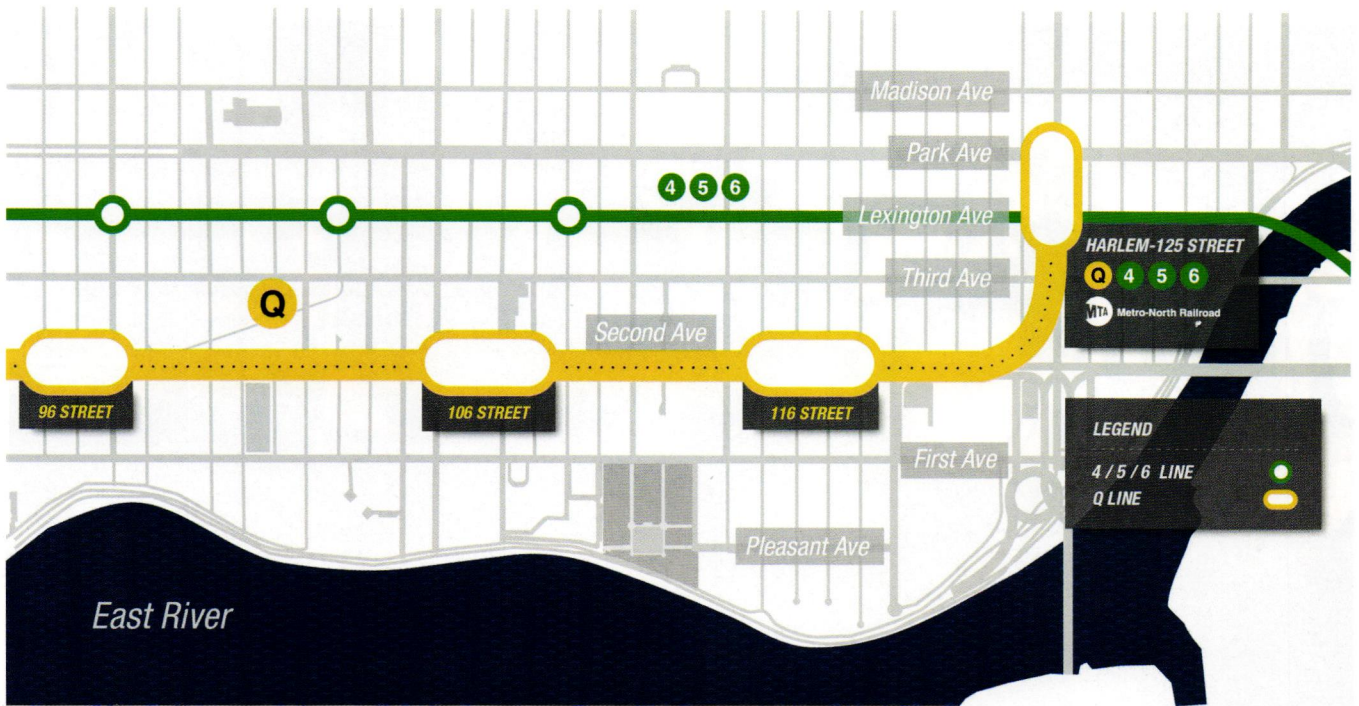 Madison Ave
Park Ave
4 5 6
Lexington Ave
HARLEM-125 STREET
Q 4 5 6
MTA Metro-North Railroad
Third Ave
Q
Second Ave
96 STREET
106 STREET
116 STREET
First Ave
LEGEND
4 / 5 / 6 LINE
Q LINE
Pleasant Ave
East River